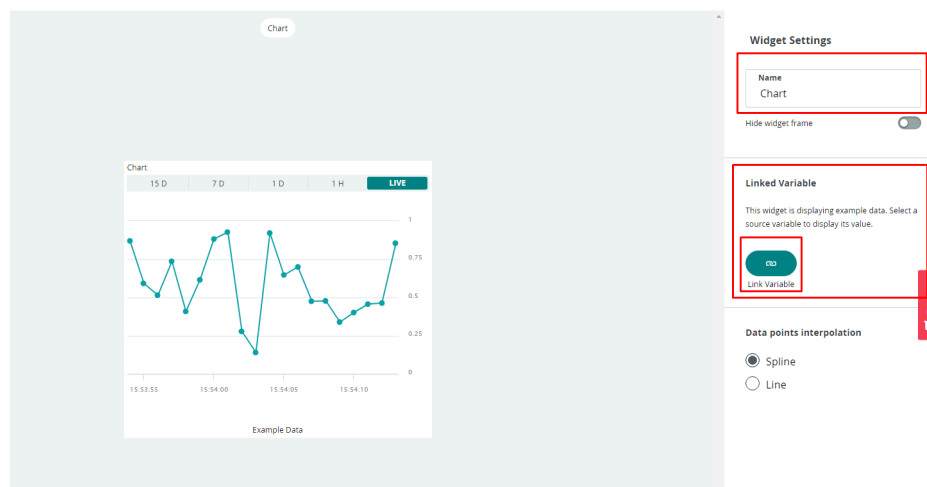 Chart
Widget Settings
Name
Chart
Hide widget frame
Chart
15 D 7 D 1 D 1 H LIVE
1
0.75
0.5
0.25
0
15:53:55 15:54:00 15:54:05 15:54:10
Example Data
Linked Variable
This widget is displaying example data. Select a
source variable to display its value.
Link Variable
Data points interpolation
Spline
Line